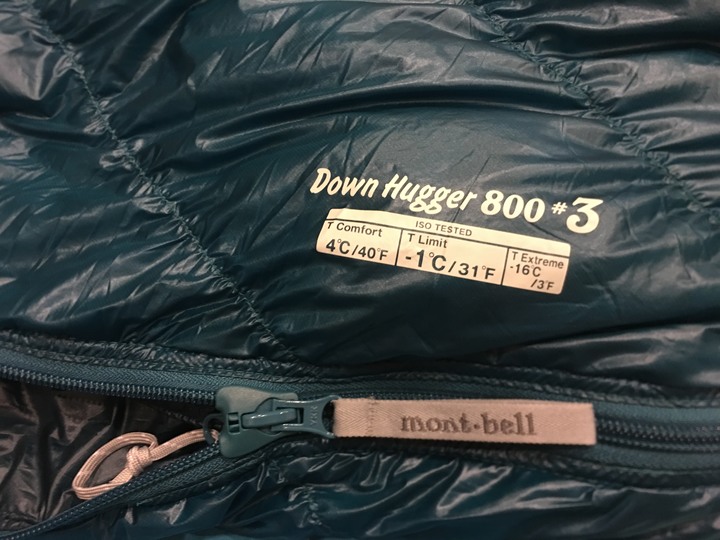 Down Hugger 800 #3
ISO TESTED
T Comfort
4°C/40°F
T Limit
-1°C/31°F
T Extreme
-16°C
/3°F
mont-bell